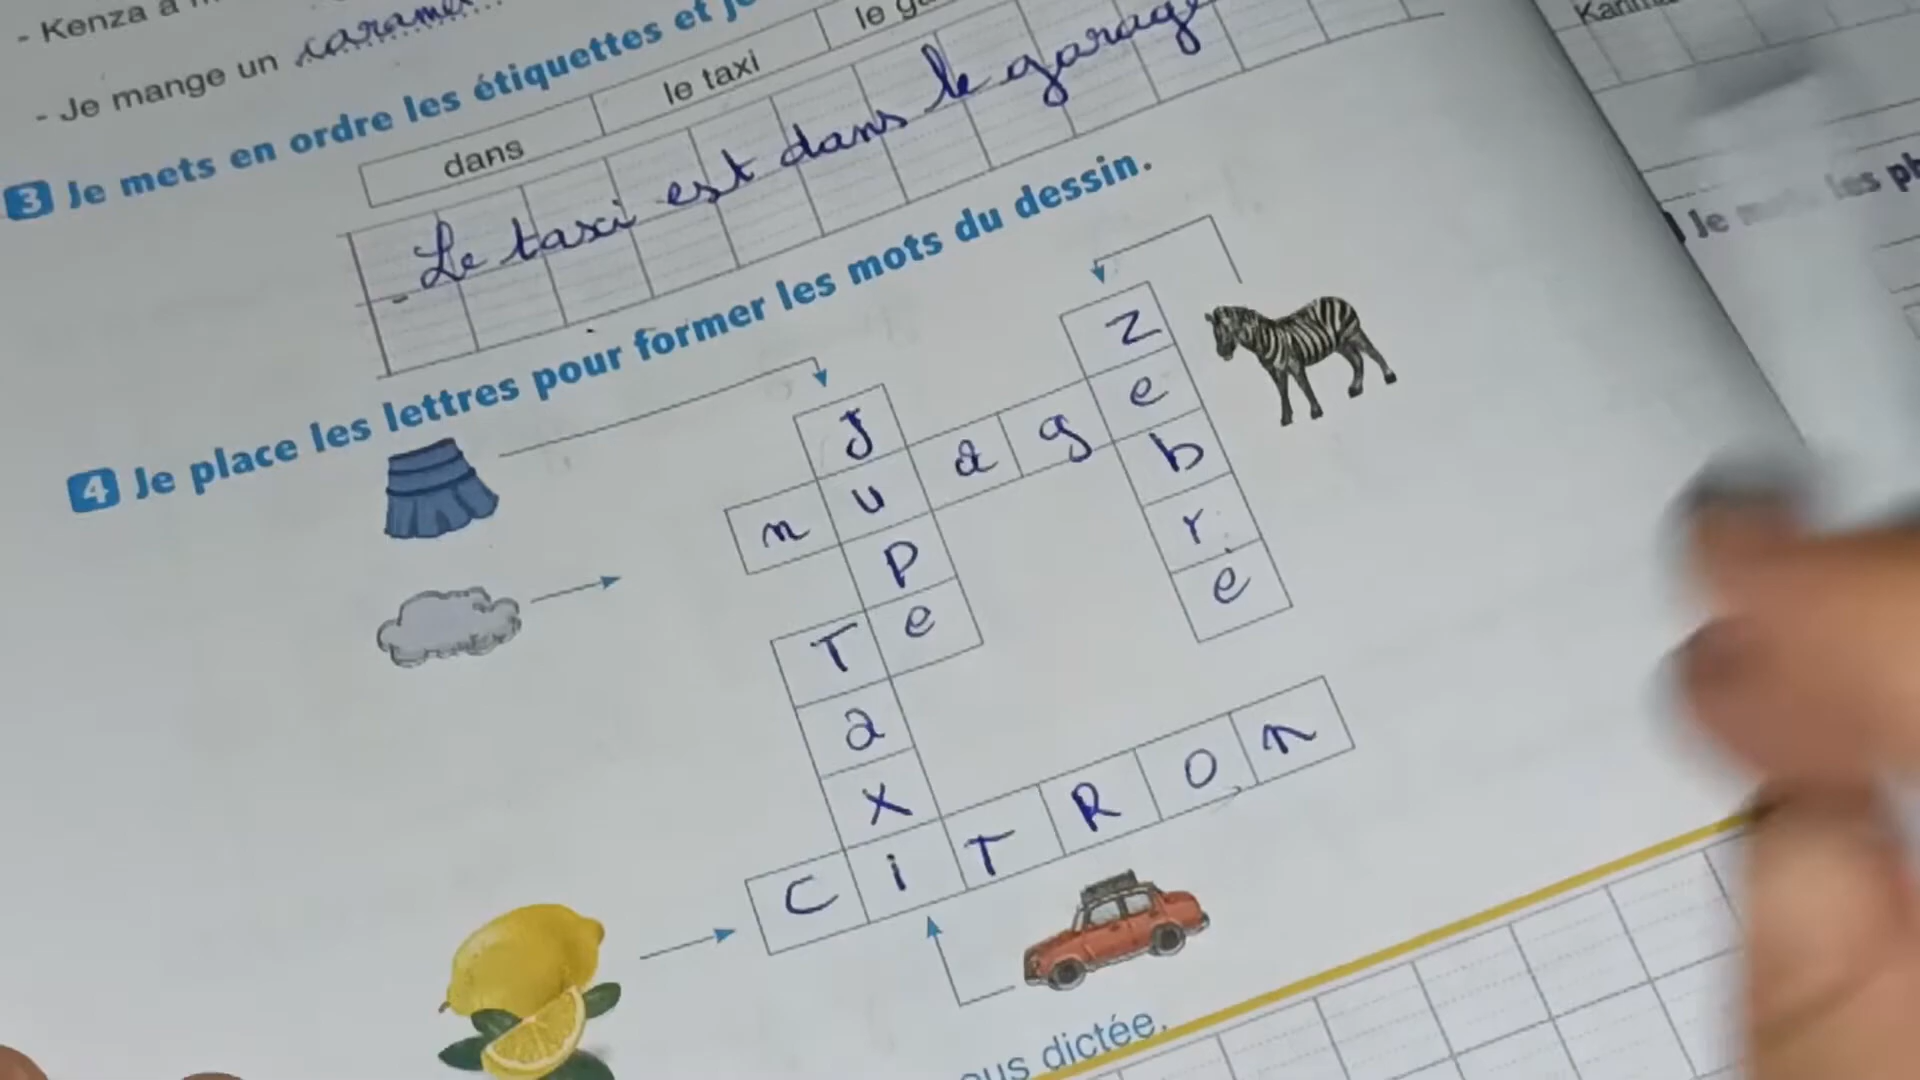 - Kenza a
- Je mange un caramel
3 Je mets en ordre les étiquettes et
dans le taxi le
- Le taxi est dans le garage
4 Je place les lettres pour former les mots du dessin.
J
n u a g e
p
e
Z
e
b
r
e
T
a
x
i
C i T R O n
dictée.
Je les